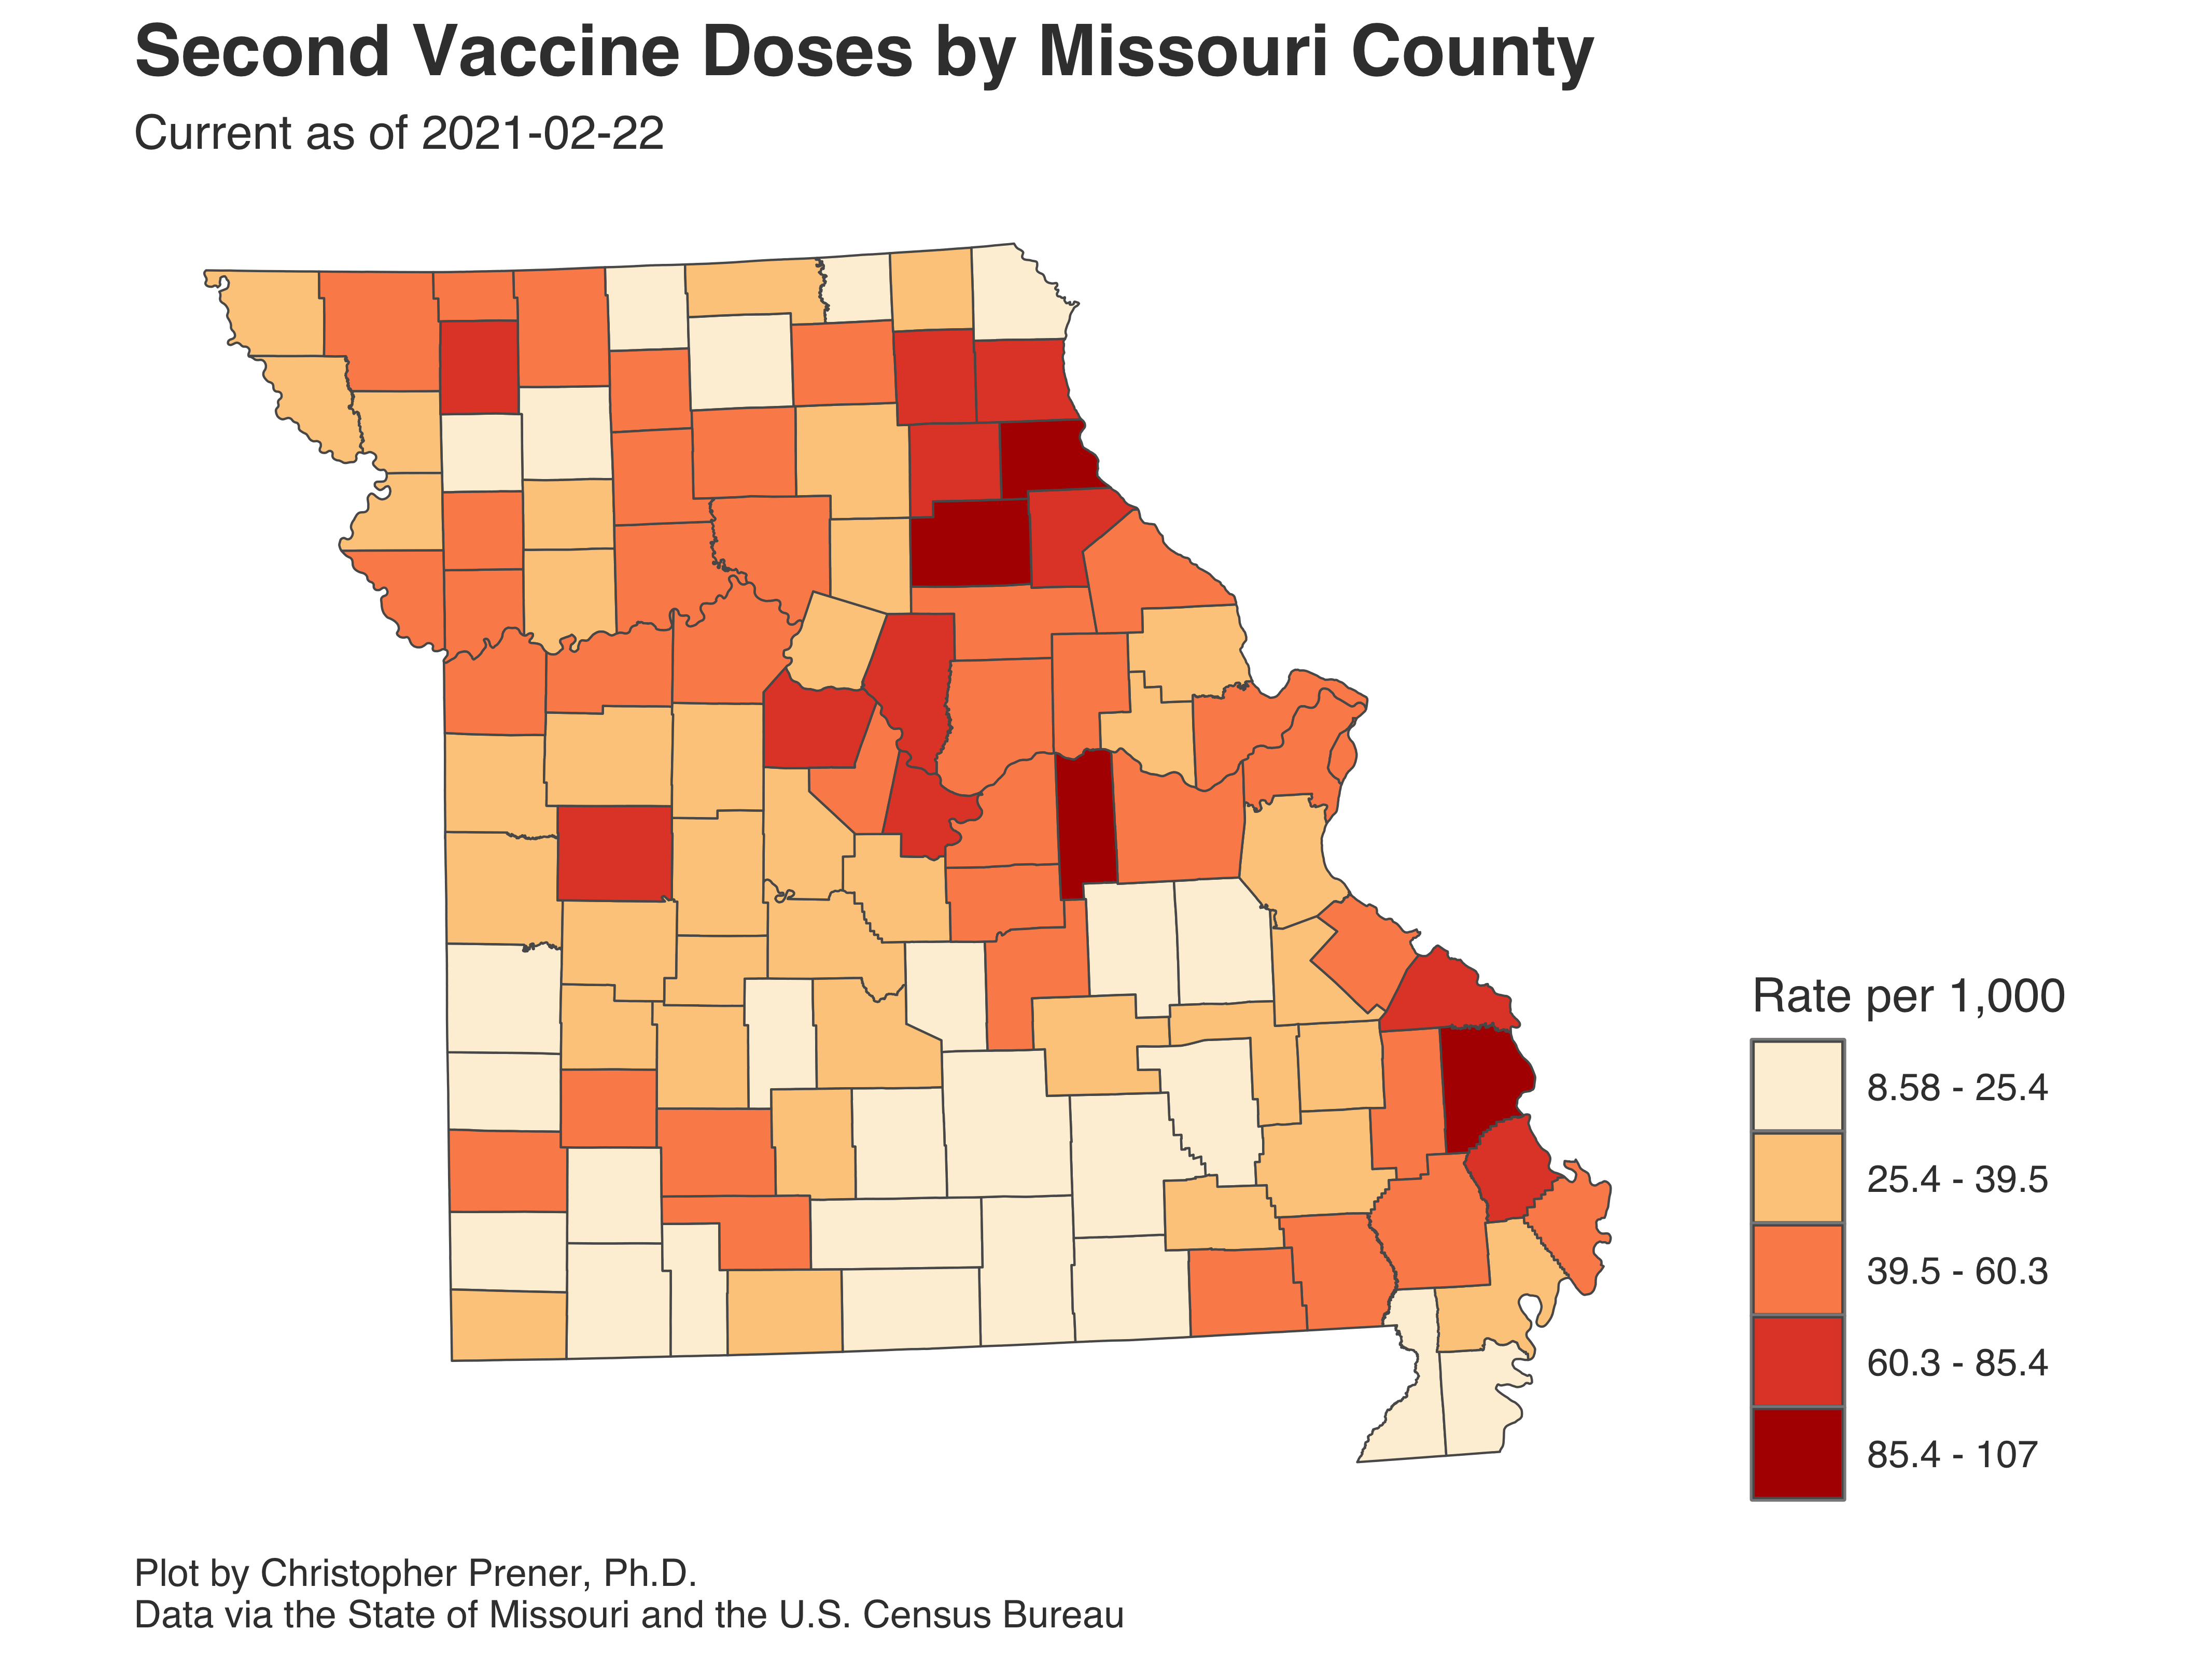 Second Vaccine Doses by Missouri County
Current as of 2021-02-22
Rate per 1,000
8.58 - 25.4
25.4 - 39.5
39.5 - 60.3
60.3 - 85.4
85.4 - 107
Plot by Christopher Prener, Ph.D.
Data via the State of Missouri and the U.S. Census Bureau